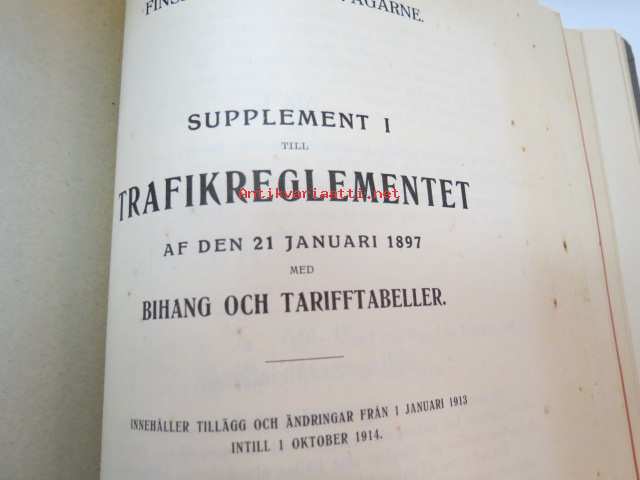 AGARNE.
SUPPLEMENT I
TILL
TRAFIKREGLEMENTET
Antikvariaatti.net
AF DEN 21 JANUARI 1897
MED
BIHANG OCH TARIFFTABELLER.
INNEHÅLLER TILLÄGG OCH ÄNDRINGAR FRÅN 1 JANUARI 1913
INTILL 1 OKTOBER 1914.